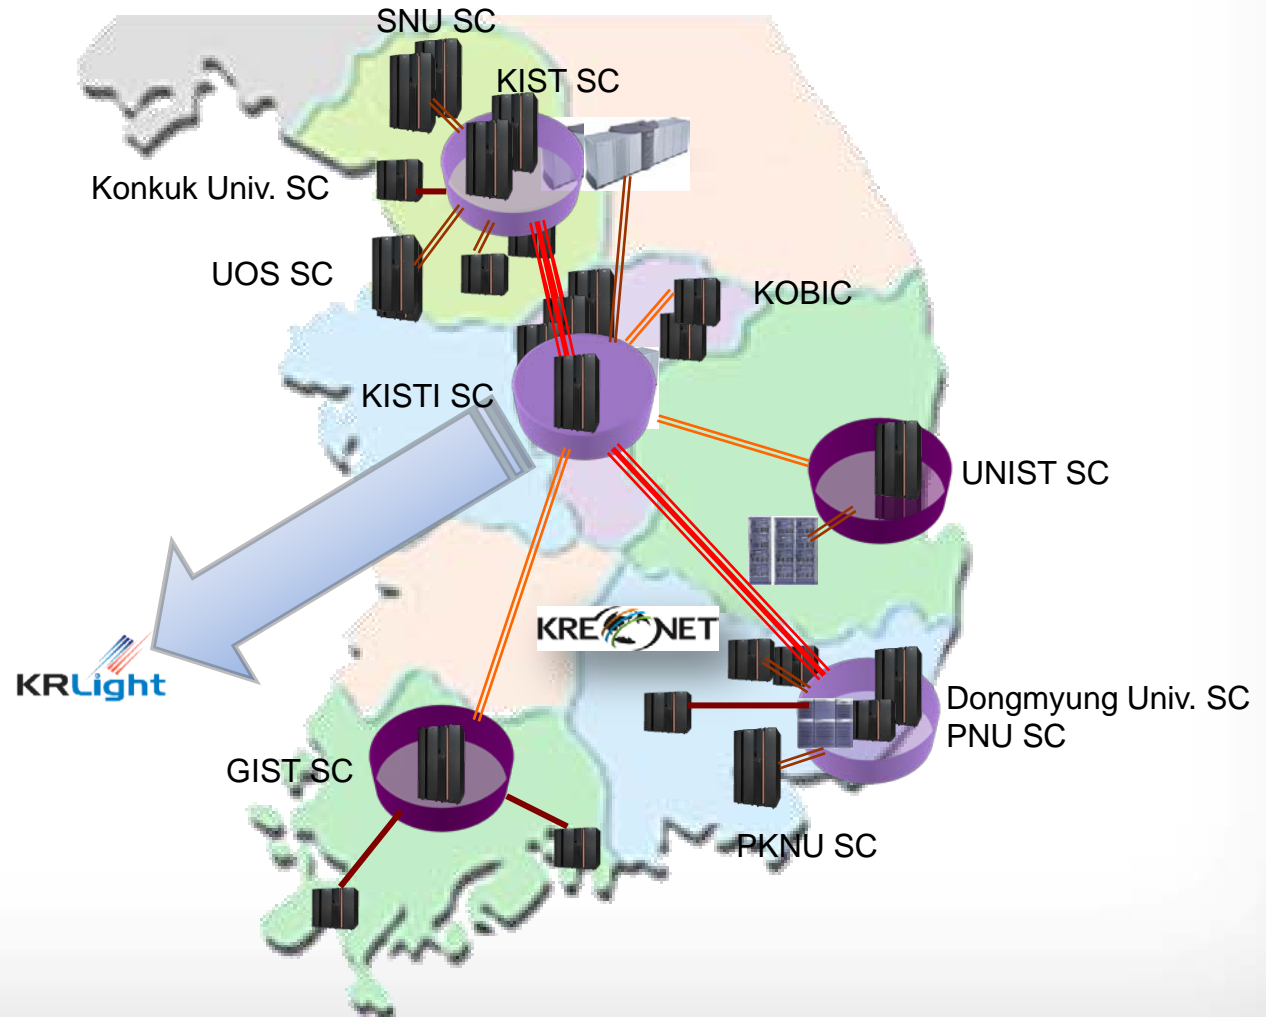 SNU SC
KIST SC
Konkuk Univ. SC
UOS SC
KOBIC
KISTI SC
UNIST SC
KREONET
KRLight
Dongmyung Univ. SC
PNU SC
GIST SC
PKNU SC